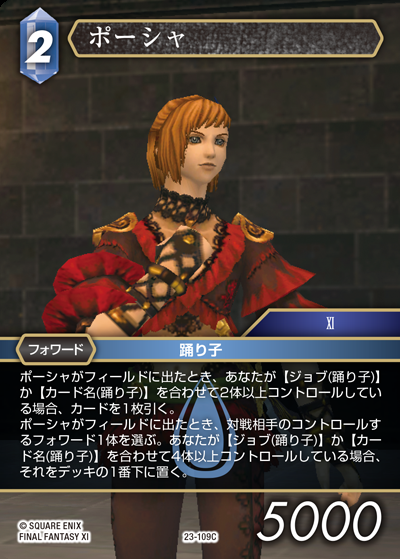 2
ポーシャ
XI
フォワード
踊り子
ポーシャがフィールドに出たとき、あなたが【ジョブ(踊り子)】
か【カード名(踊り子)】を合わせて2体以上コントロールしてい
る場合、カードを1枚引く。
ポーシャがフィールドに出たとき、対戦相手のコントロールす
るフォワード1体を選ぶ。あなたが【ジョブ(踊り子)】か【カー
ド名(踊り子)】を合わせて4体以上コントロールしている場合、
それをデッキの1番下に置く。
© SQUARE ENIX
FINAL FANTASY XI
23-109C
5000